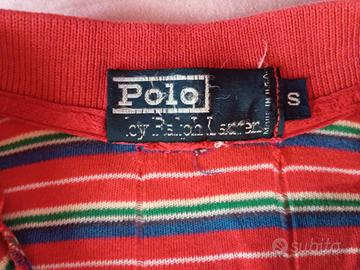 Polo
by Ralph Lauren
MADE IN U.S.A.
S
subito